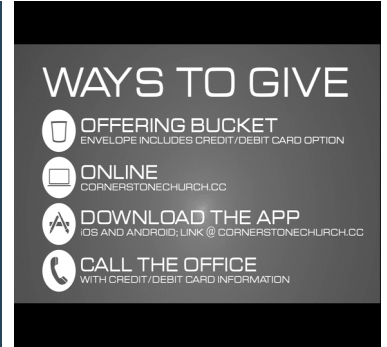 WAYS TO GIVE
OFFERING BUCKET
ENVELOPE INCLUDES CREDIT/DEBIT CARD OPTION
ONLINE
CORNERSTONECHURCH.CC
DOWNLOAD THE APP
iOS AND ANDROID; LINK @ CORNERSTONECHURCH.CC
CALL THE OFFICE
WITH CREDIT/DEBIT CARD INFORMATION